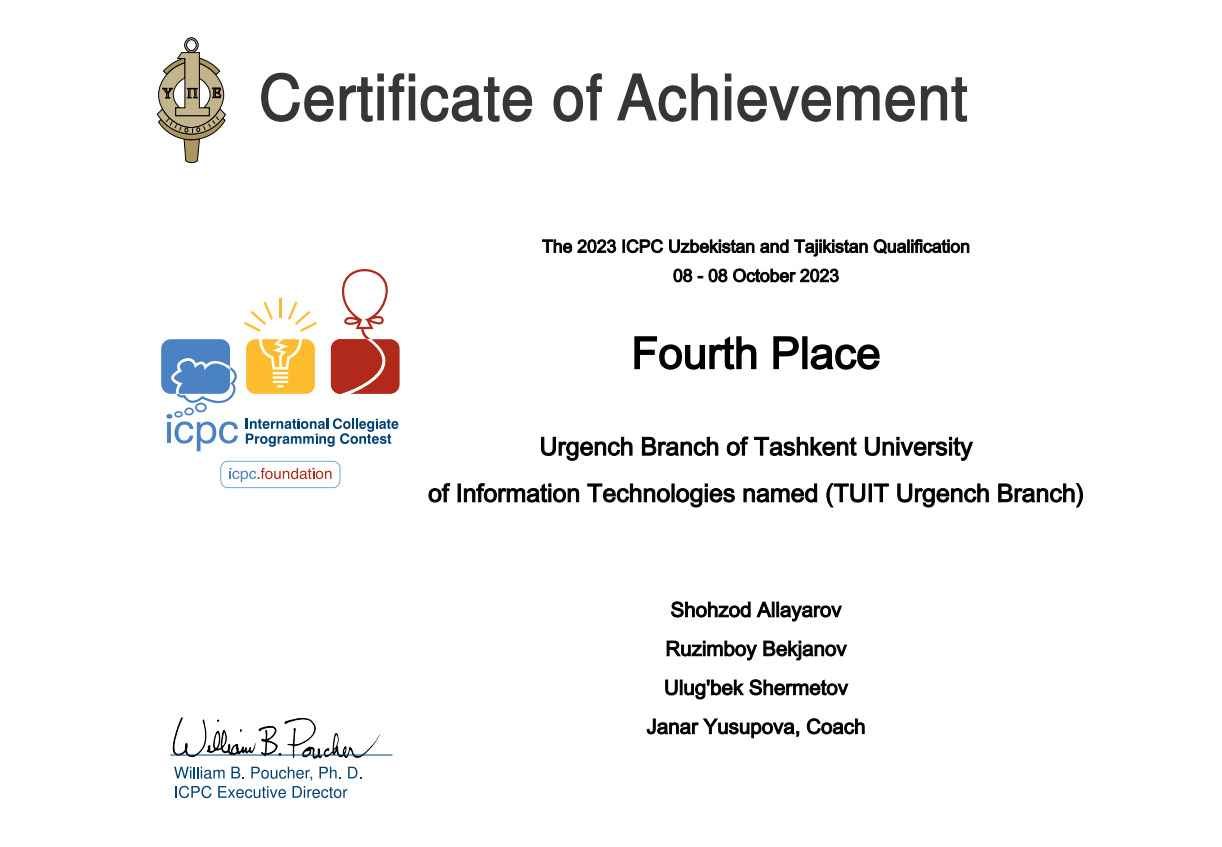 Υ Π Ε
Certificate of Achievement
The 2023 ICPC Uzbekistan and Tajikistan Qualification
08 - 08 October 2023
Fourth Place
icpc International Collegiate
Programming Contest
icpc.foundation
Urgench Branch of Tashkent University
of Information Technologies named (TUIT Urgench Branch)
Shohzod Allayarov
Ruzimboy Bekjanov
Ulug'bek Shermetov
Janar Yusupova, Coach
William B. Poucher
William B. Poucher, Ph. D.
ICPC Executive Director